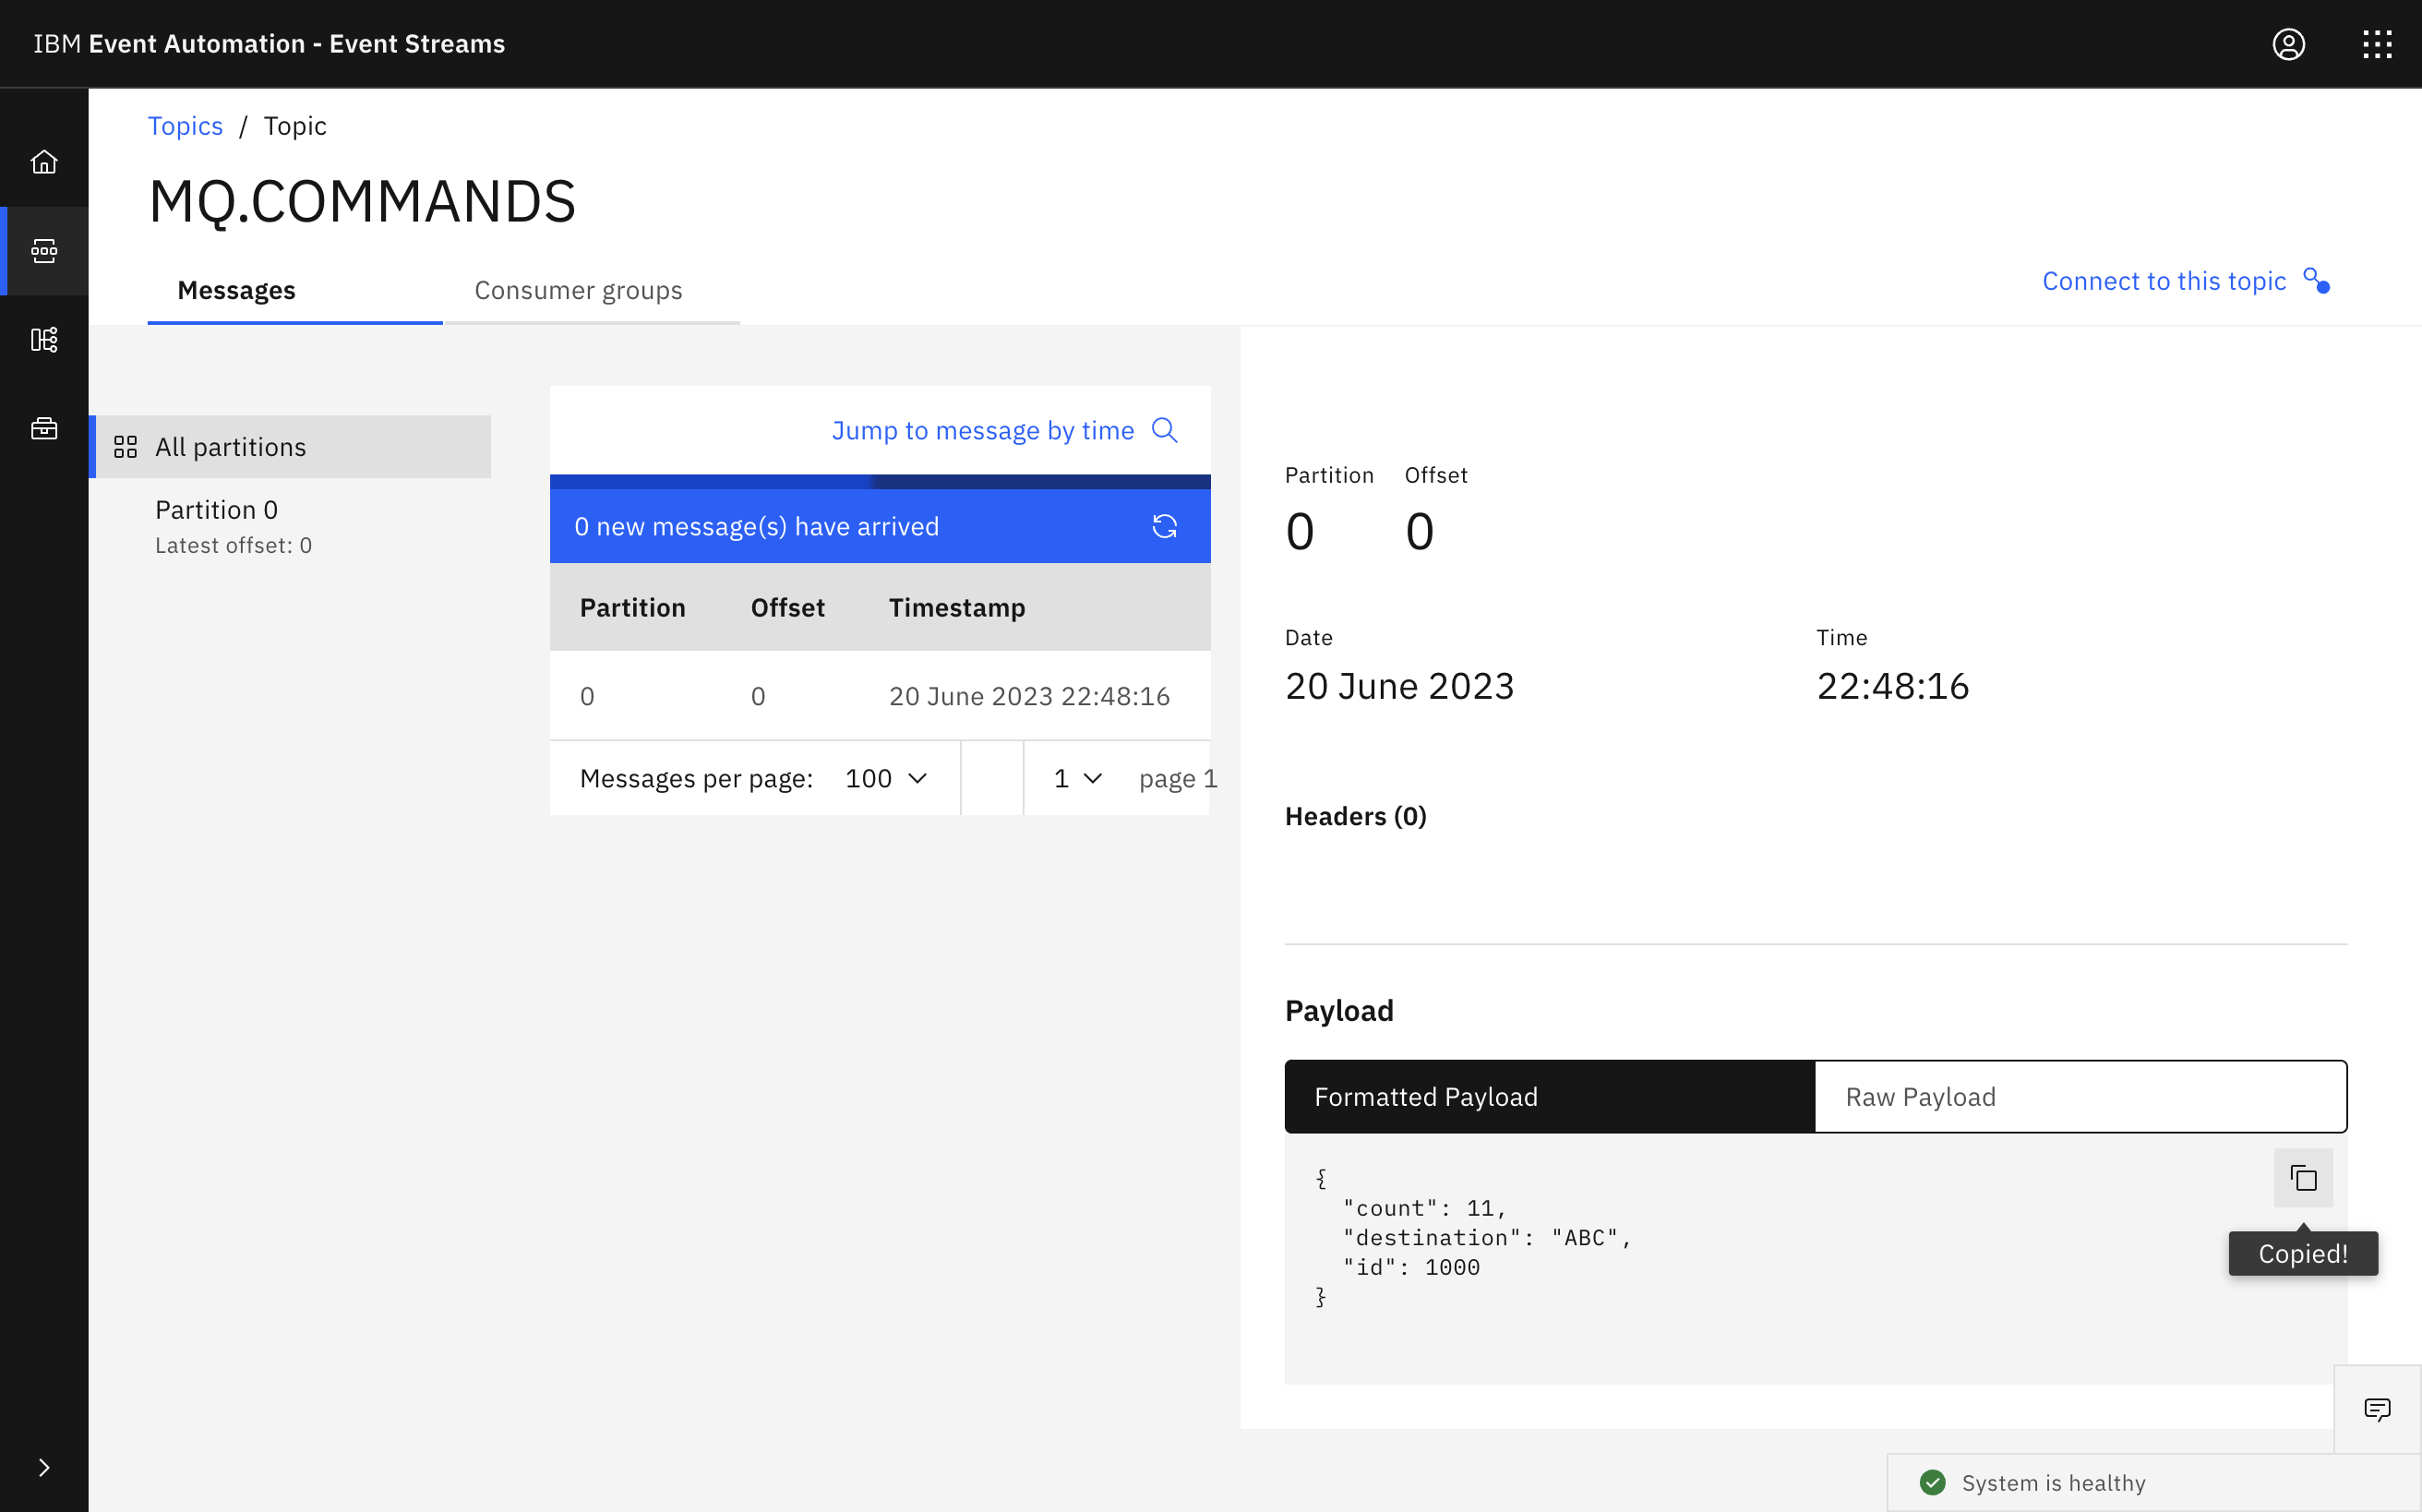 IBM Event Automation - Event Streams
Topics / Topic
MQ.COMMANDS
Messages
Consumer groups
Connect to this topic
All partitions
Partition 0
Latest offset: 0
Jump to message by time
0 new message(s) have arrived
Partition Offset Timestamp
0 0 20 June 2023 22:48:16
Messages per page: 100 1 page 1
Partition Offset
0 0
Date Time
20 June 2023 22:48:16
Headers (0)
Payload
Formatted Payload Raw Payload
{
"count": 11,
"destination": "ABC",
"id": 1000
}
Copied!
System is healthy